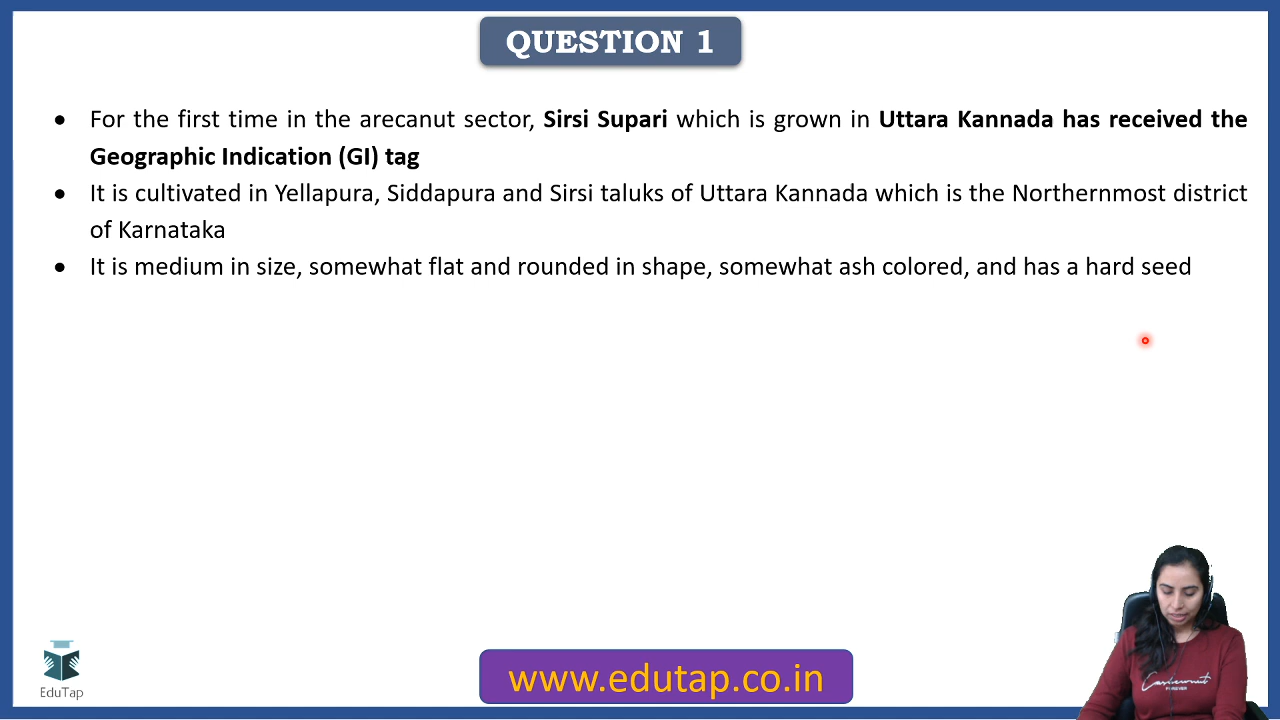 QUESTION 1
● For the first time in the arecanut sector, Sirsi Supari which is grown in Uttara Kannada has received the
Geographic Indication (GI) tag
● It is cultivated in Yellapura, Siddapura and Sirsi taluks of Uttara Kannada which is the Northernmost district
of Karnataka
● It is medium in size, somewhat flat and rounded in shape, somewhat ash colored, and has a hard seed
EduTap
www.edutap.co.in
FOREVER